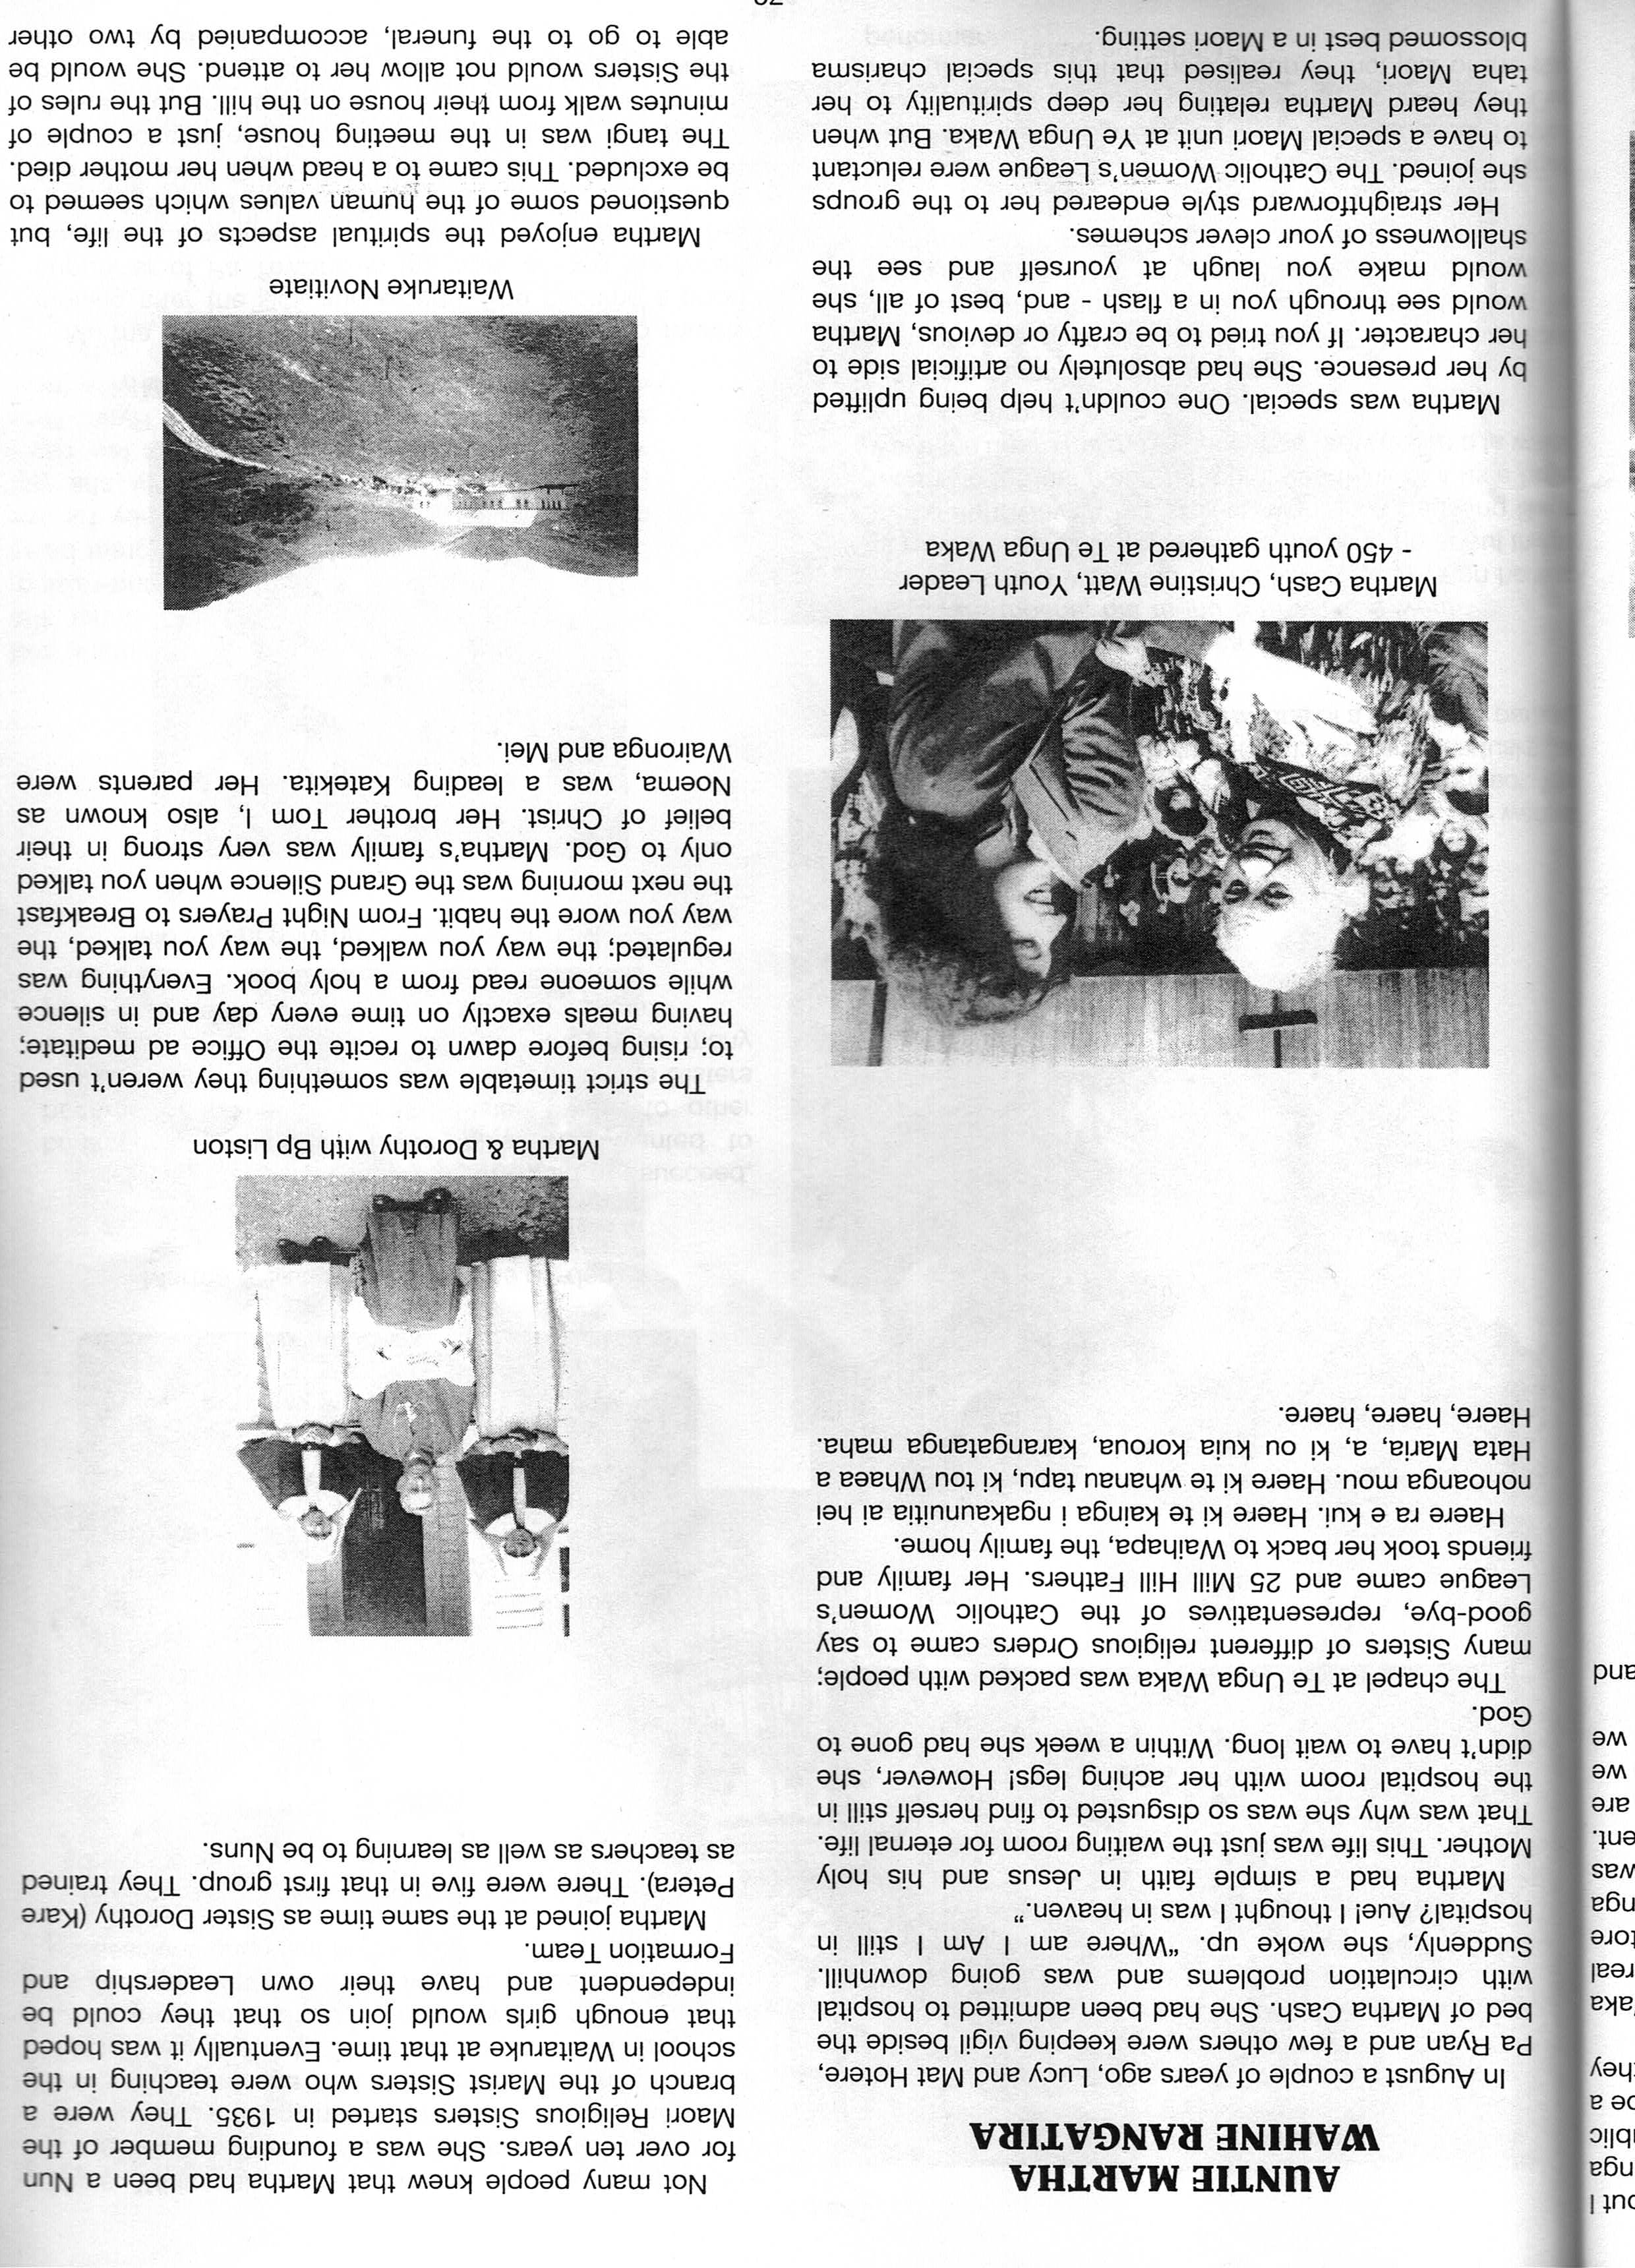 out I
nga
blic
be a
they
aka
real
tore
nga
was
ent.
are
we
we
and
AUNTIE MARTHA
WAHINE RANGATIRA
In August a couple of years ago, Lucy and Mat Hotere,
Pa Ryan and a few others were keeping vigil beside the
bed of Martha Cash. She had been admitted to hospital
with circulation problems and was going downhill.
Suddenly, she woke up. “Where am I Am I still in
hospital? Aue! I thought I was in heaven.”
Martha had a simple faith in Jesus and his holy
Mother. This life was just the waiting room for eternal life.
That was why she was so disgusted to find herself still in
the hospital room with her aching legs! However, she
didn’t have to wait long. Within a week she had gone to
God.
The chapel at Te Unga Waka was packed with people;
many Sisters of different religious Orders came to say
good-bye, representatives of the Catholic Women’s
League came and 25 Mill Hill Fathers. Her family and
friends took her back to Waihapa, the family home.
Haere ra e kui. Haere ki te kainga i ngakaunuitia ai hei
nohoanga mou. Haere ki te whanau tapu, ki tou Whaea a
Hata Maria, a, ki ou kuia koroua, karangatanga maha.
Haere, haere, haere.
Martha Cash, Christine Watt, Youth Leader
- 450 youth gathered at Te Unga Waka
Martha was special. One couldn’t help being uplifted
by her presence. She had absolutely no artificial side to
her character. If you tried to be crafty or devious, Martha
would see through you in a flash - and, best of all, she
would make you laugh at yourself and see the
shallowness of your clever schemes.
Her straightforward style endeared her to the groups
she joined. The Catholic Women’s League were reluctant
to have a special Maori unit at Ye Unga Waka. But when
they heard Martha relating her deep spirituality to her
taha Maori, they realised that this special charisma
blossomed best in a Maori setting.
Not many people knew that Martha had been a Nun
for over ten years. She was a founding member of the
Maori Religious Sisters started in 1935. They were a
branch of the Marist Sisters who were teaching in the
school in Waitaruke at that time. Eventually it was hoped
that enough girls would join so that they could be
independent and have their own Leadership and
Formation Team.
Martha joined at the same time as Sister Dorothy (Kare
Petera). There were five in that first group. They trained
as teachers as well as learning to be Nuns.
Martha & Dorothy with Bp Liston
The strict timetable was something they weren’t used
to; rising before dawn to recite the Office ad meditate;
having meals exactly on time every day and in silence
while someone read from a holy book. Everything was
regulated; the way you walked, the way you talked, the
way you wore the habit. From Night Prayers to Breakfast
the next morning was the Grand Silence when you talked
only to God. Martha’s family was very strong in their
belief of Christ. Her brother Tom I, also known as
Noema, was a leading Katekita. Her parents were
Waironga and Mei.
Waitaruke Novitiate
Martha enjoyed the spiritual aspects of the life, but
questioned some of the human values which seemed to
be excluded. This came to a head when her mother died.
The tangi was in the meeting house, just a couple of
minutes walk from their house on the hill. But the rules of
the Sisters would not allow her to attend. She would be
able to go to the funeral, accompanied by two other